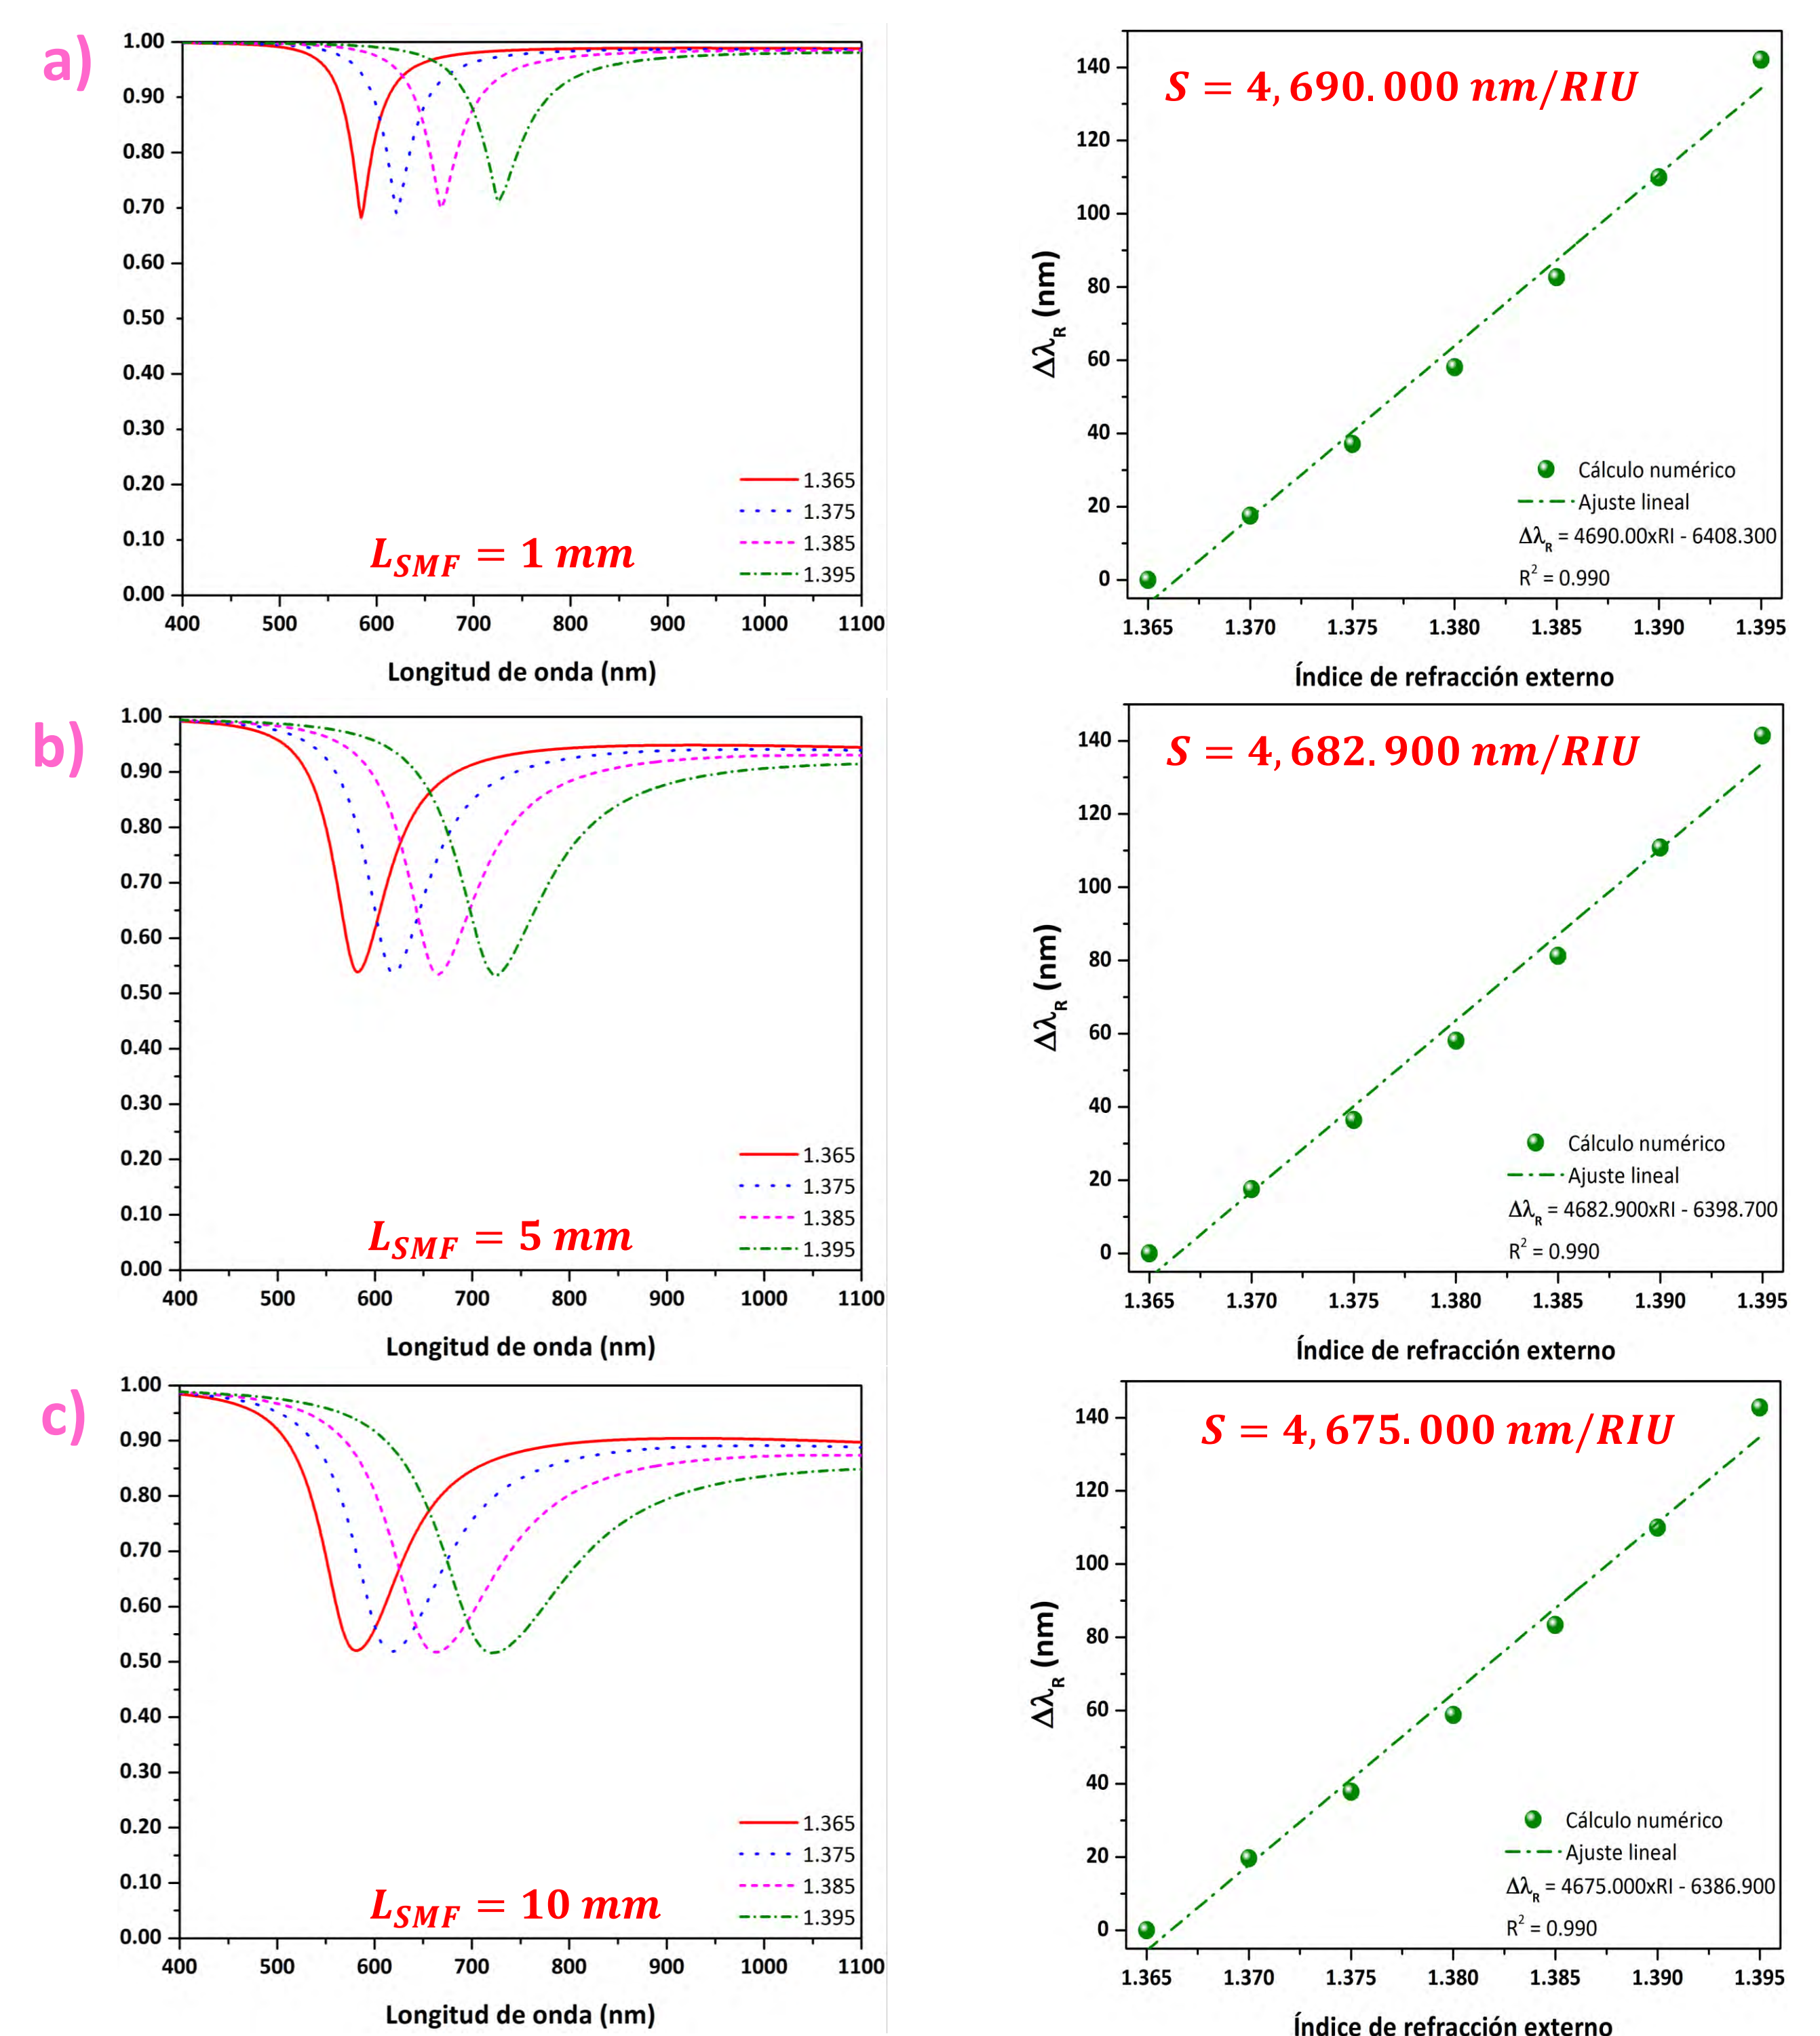 a)
1.00
0.90
0.80
0.70
0.60
0.50
0.40
0.30
0.20
0.10
0.00
400 500 600 700 800 900 1000 1100
Longitud de onda (nm)
L_SMF = 1 mm
1.365
1.375
1.385
1.395
S = 4,690.000 nm/RIU
140
120
100
80
60
40
20
0
Δλ_R (nm)
1.365 1.370 1.375 1.380 1.385 1.390 1.395
Índice de refracción externo
Cálculo numérico
Ajuste lineal
Δλ_R = 4690.00xRI - 6408.300
R² = 0.990
b)
1.00
0.90
0.80
0.70
0.60
0.50
0.40
0.30
0.20
0.10
0.00
400 500 600 700 800 900 1000 1100
Longitud de onda (nm)
L_SMF = 5 mm
1.365
1.375
1.385
1.395
S = 4,682.900 nm/RIU
140
120
100
80
60
40
20
0
Δλ_R (nm)
1.365 1.370 1.375 1.380 1.385 1.390 1.395
Índice de refracción externo
Cálculo numérico
Ajuste lineal
Δλ_R = 4682.900xRI - 6398.700
R² = 0.990
c)
1.00
0.90
0.80
0.70
0.60
0.50
0.40
0.30
0.20
0.10
0.00
400 500 600 700 800 900 1000 1100
Longitud de onda (nm)
L_SMF = 10 mm
1.365
1.375
1.385
1.395
S = 4,675.000 nm/RIU
140
120
100
80
60
40
20
0
Δλ_R (nm)
1.365 1.370 1.375 1.380 1.385 1.390 1.395
Índice de refracción externo
Cálculo numérico
Ajuste lineal
Δλ_R = 4675.000xRI - 6386.900
R² = 0.990